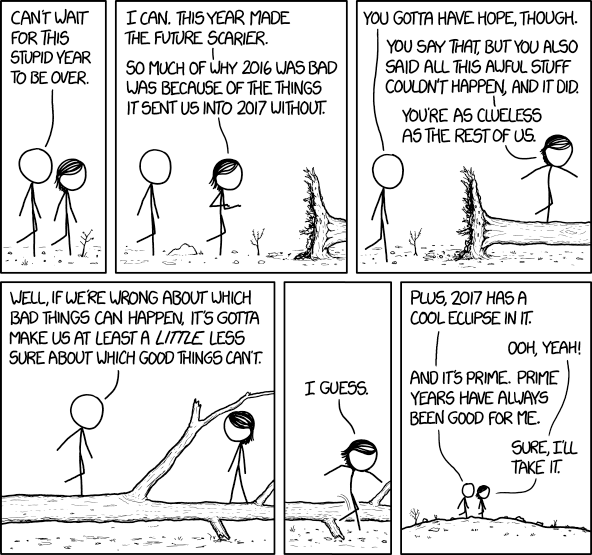 CAN'T WAIT
FOR THIS
STUPID YEAR
TO BE OVER.
I CAN. THIS YEAR MADE
THE FUTURE SCARIER.
SO MUCH OF WHY 2016 WAS BAD
WAS BECAUSE OF THE THINGS
IT SENT US INTO 2017 WITHOUT.
YOU GOTTA HAVE HOPE, THOUGH.
YOU SAY THAT, BUT YOU ALSO
SAID ALL THIS AWFUL STUFF
COULDN'T HAPPEN, AND IT DID.
YOU'RE AS CLUELESS
AS THE REST OF US.
WELL, IF WE'RE WRONG ABOUT WHICH
BAD THINGS CAN HAPPEN, IT'S GOTTA
MAKE US AT LEAST A LITTLE LESS
SURE ABOUT WHICH GOOD THINGS CAN'T.
I GUESS.
PLUS, 2017 HAS A
COOL ECLIPSE IN IT.
OOH, YEAH!
AND IT'S PRIME. PRIME
YEARS HAVE ALWAYS
BEEN GOOD FOR ME.
SURE, I'LL
TAKE IT.